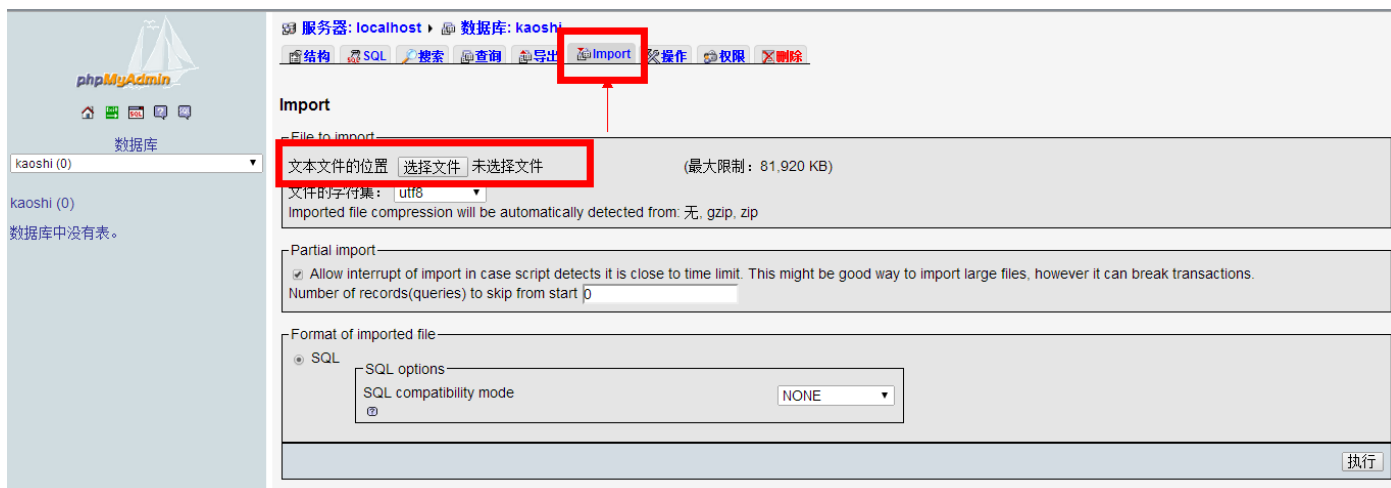 服务器: localhost ▸ 数据库: kaoshi
结构 SQL 搜索 查询 导出 Import 操作 权限 删除
phpMyAdmin
Import
数据库
kaoshi (0)
kaoshi (0)
数据库中没有表。
File to import
文本文件的位置 选择文件 未选择文件 (最大限制：81,920 KB)
文件的字符集： utf8
Imported file compression will be automatically detected from: 无, gzip, zip
Partial import
Allow interrupt of import in case script detects it is close to time limit. This might be good way to import large files, however it can break transactions.
Number of records(queries) to skip from start 0
Format of imported file
SQL
SQL options
SQL compatibility mode NONE
执行